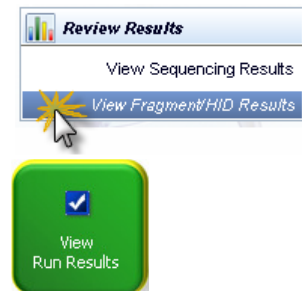 Review Results
View Sequencing Results
View Fragment/HID Results
View
Run Results